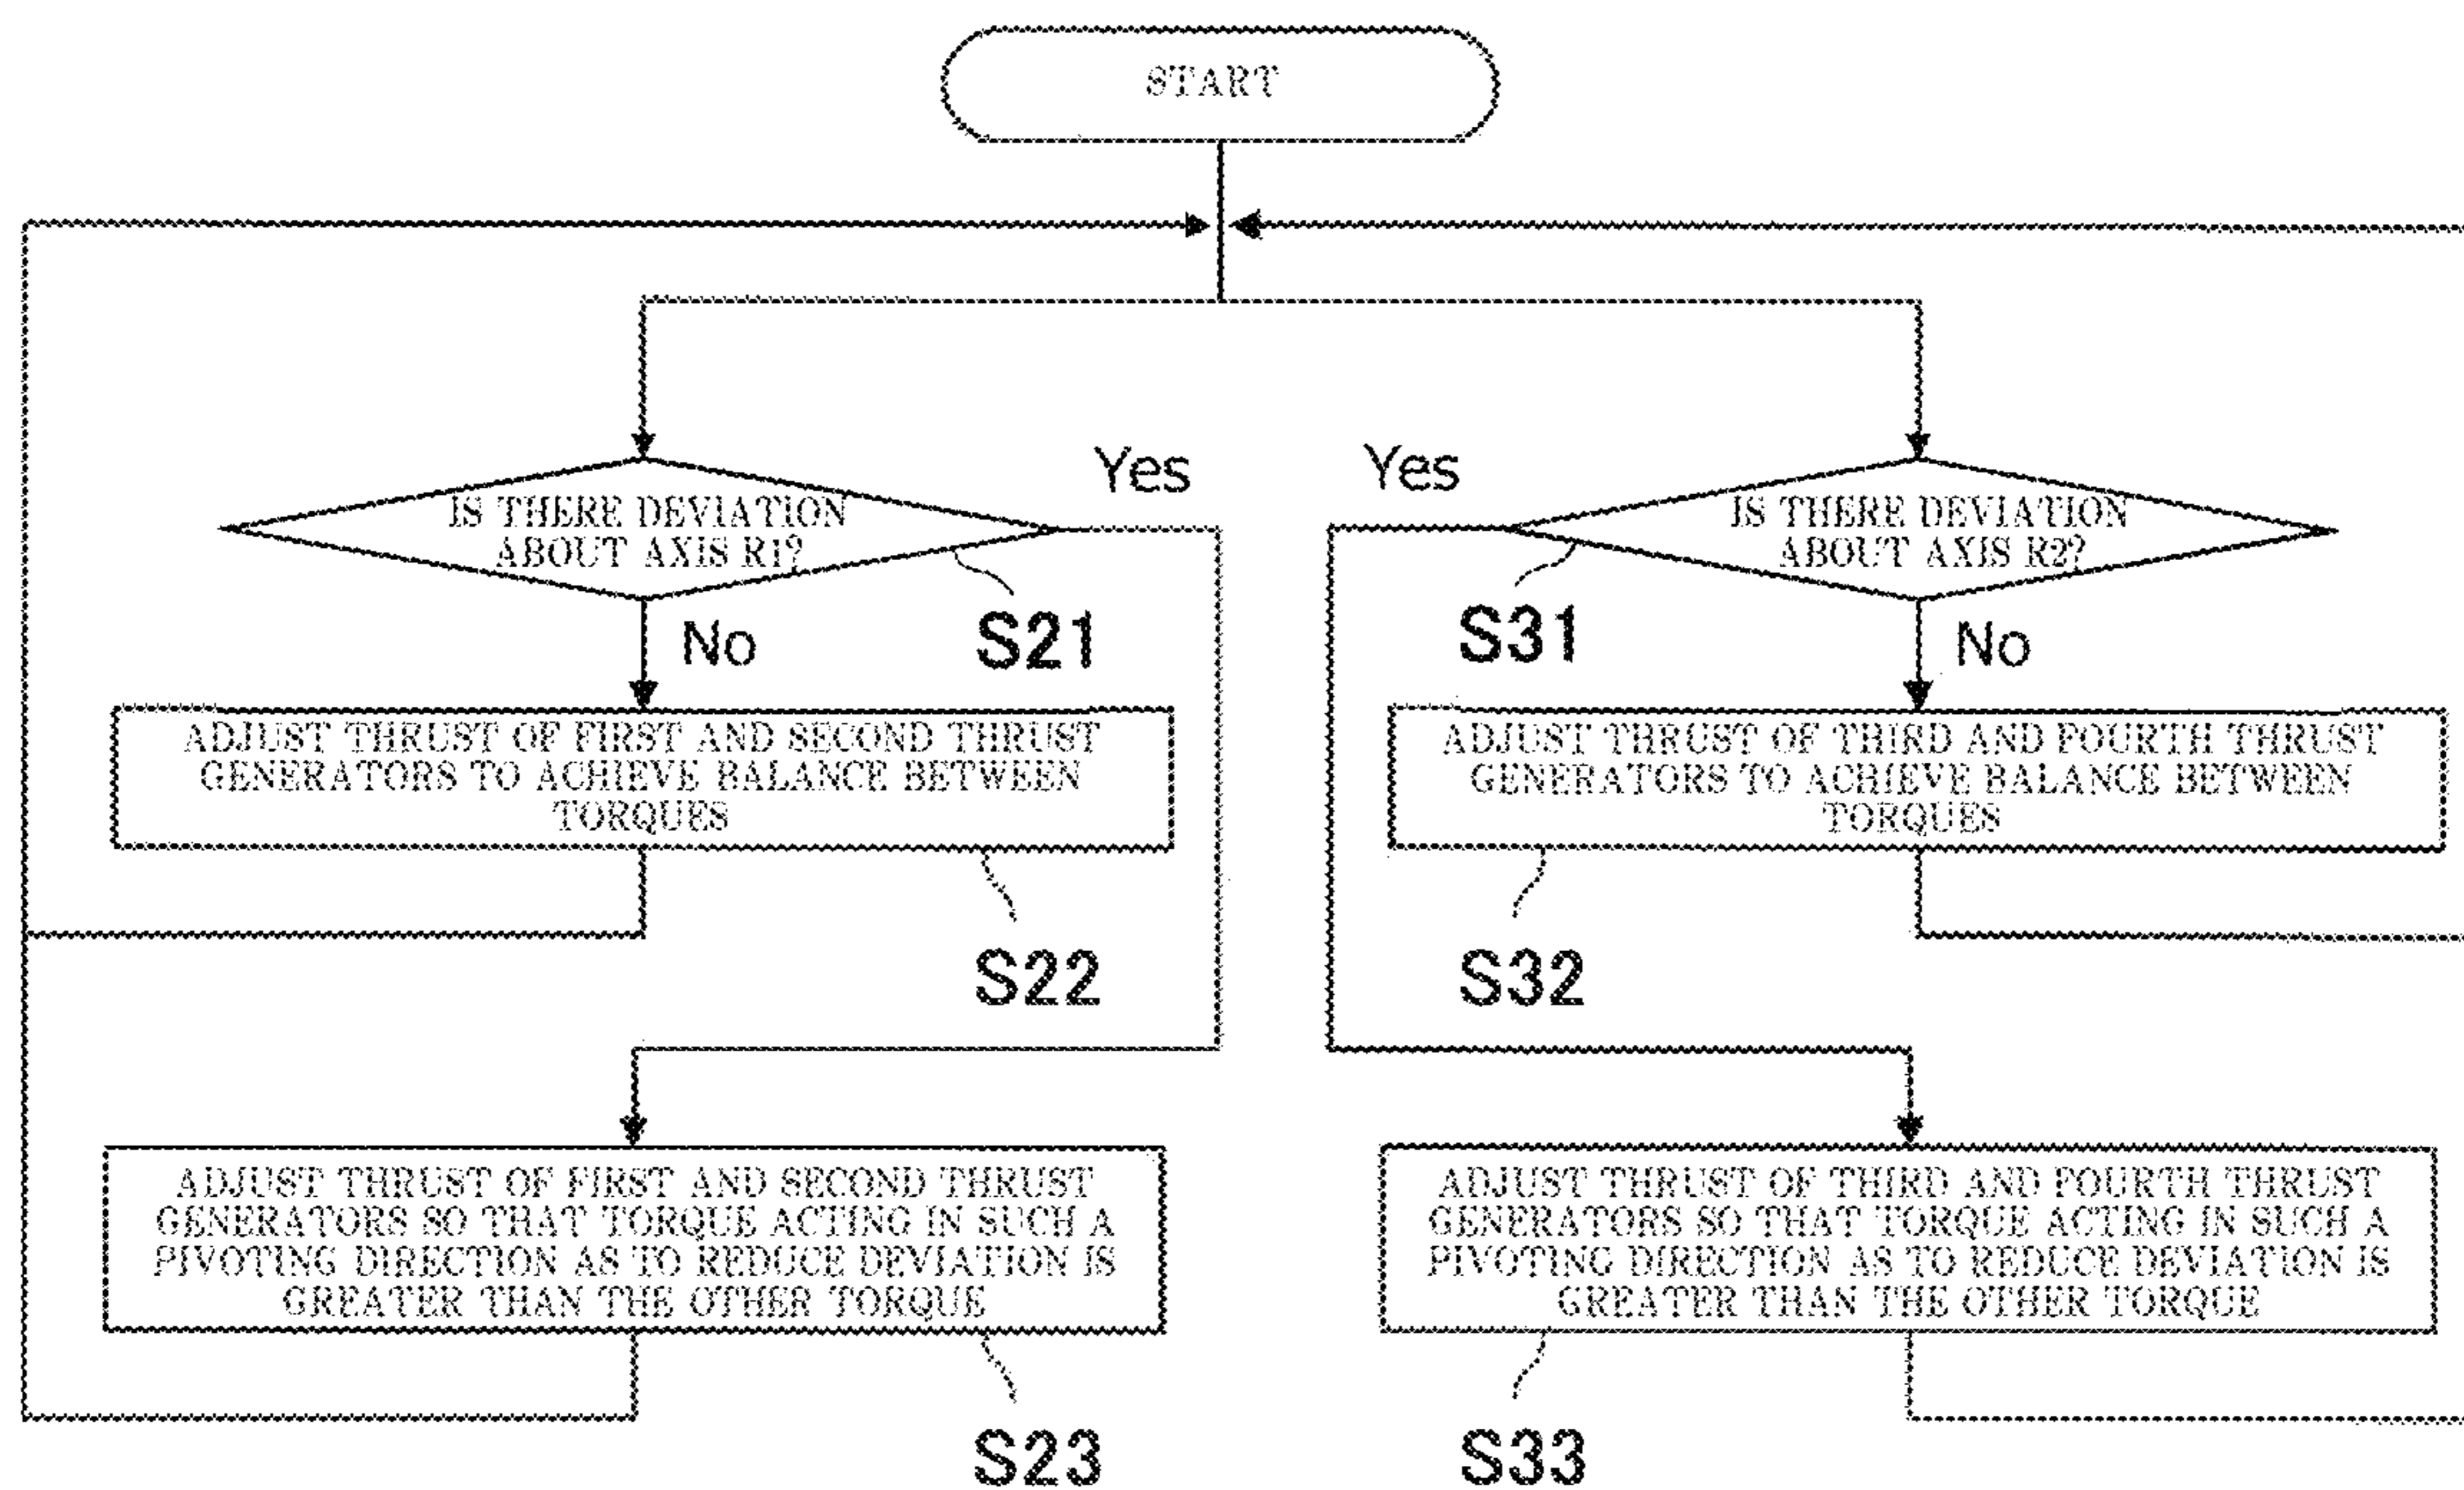 START
Yes
Yes
IS THERE DEVIATION
ABOUT AXIS R1?
IS THERE DEVIATION
ABOUT AXIS R2?
No
S21
S31
No
ADJUST THRUST OF FIRST AND SECOND THRUST
GENERATORS TO ACHIEVE BALANCE BETWEEN
TORQUES
ADJUST THRUST OF THIRD AND FOURTH THRUST
GENERATORS TO ACHIEVE BALANCE BETWEEN
TORQUES
S22
S32
ADJUST THRUST OF FIRST AND SECOND THRUST
GENERATORS SO THAT TORQUE ACTING IN SUCH A
PIVOTING DIRECTION AS TO REDUCE DEVIATION IS
GREATER THAN THE OTHER TORQUE
ADJUST THRUST OF THIRD AND FOURTH THRUST
GENERATORS SO THAT TORQUE ACTING IN SUCH A
PIVOTING DIRECTION AS TO REDUCE DEVIATION IS
GREATER THAN THE OTHER TORQUE
S23
S33